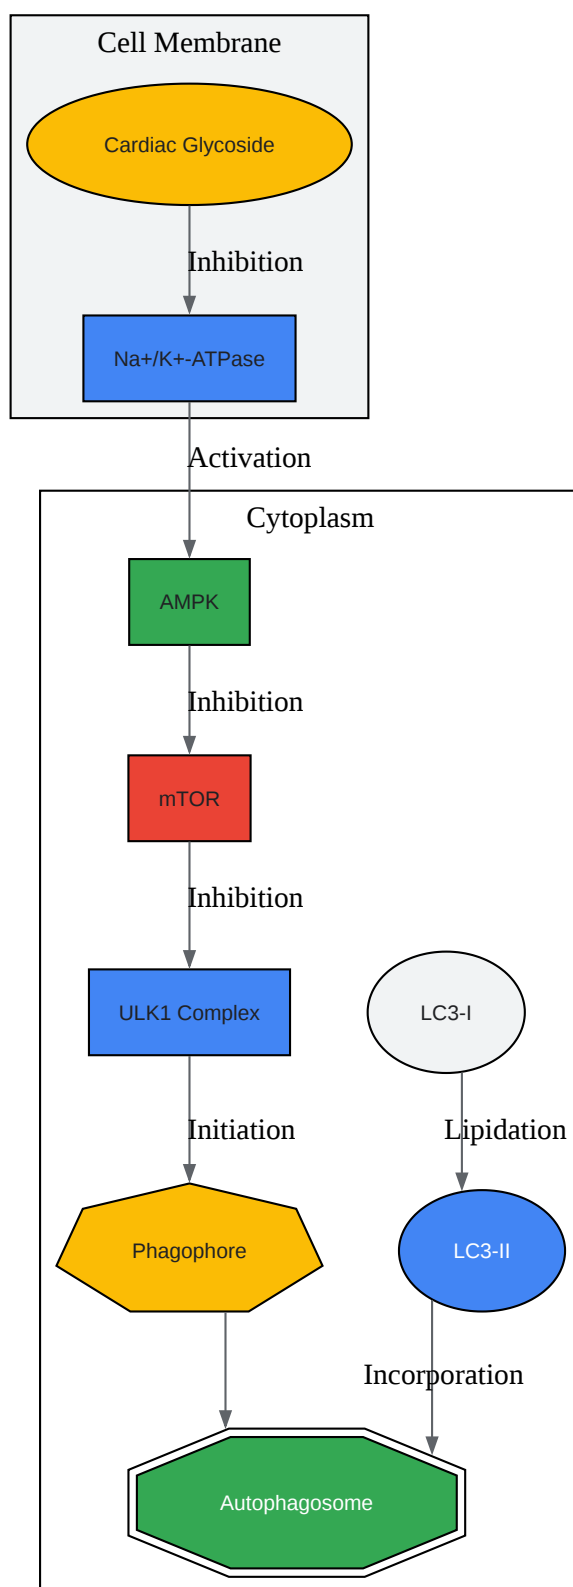 Cell Membrane
Cardiac Glycoside
Inhibition
Na+/K+-ATPase
Activation
Cytoplasm
AMPK
Inhibition
mTOR
Inhibition
ULK1 Complex
LC3-I
Initiation
Lipidation
Phagophore
LC3-II
Incorporation
Autophagosome